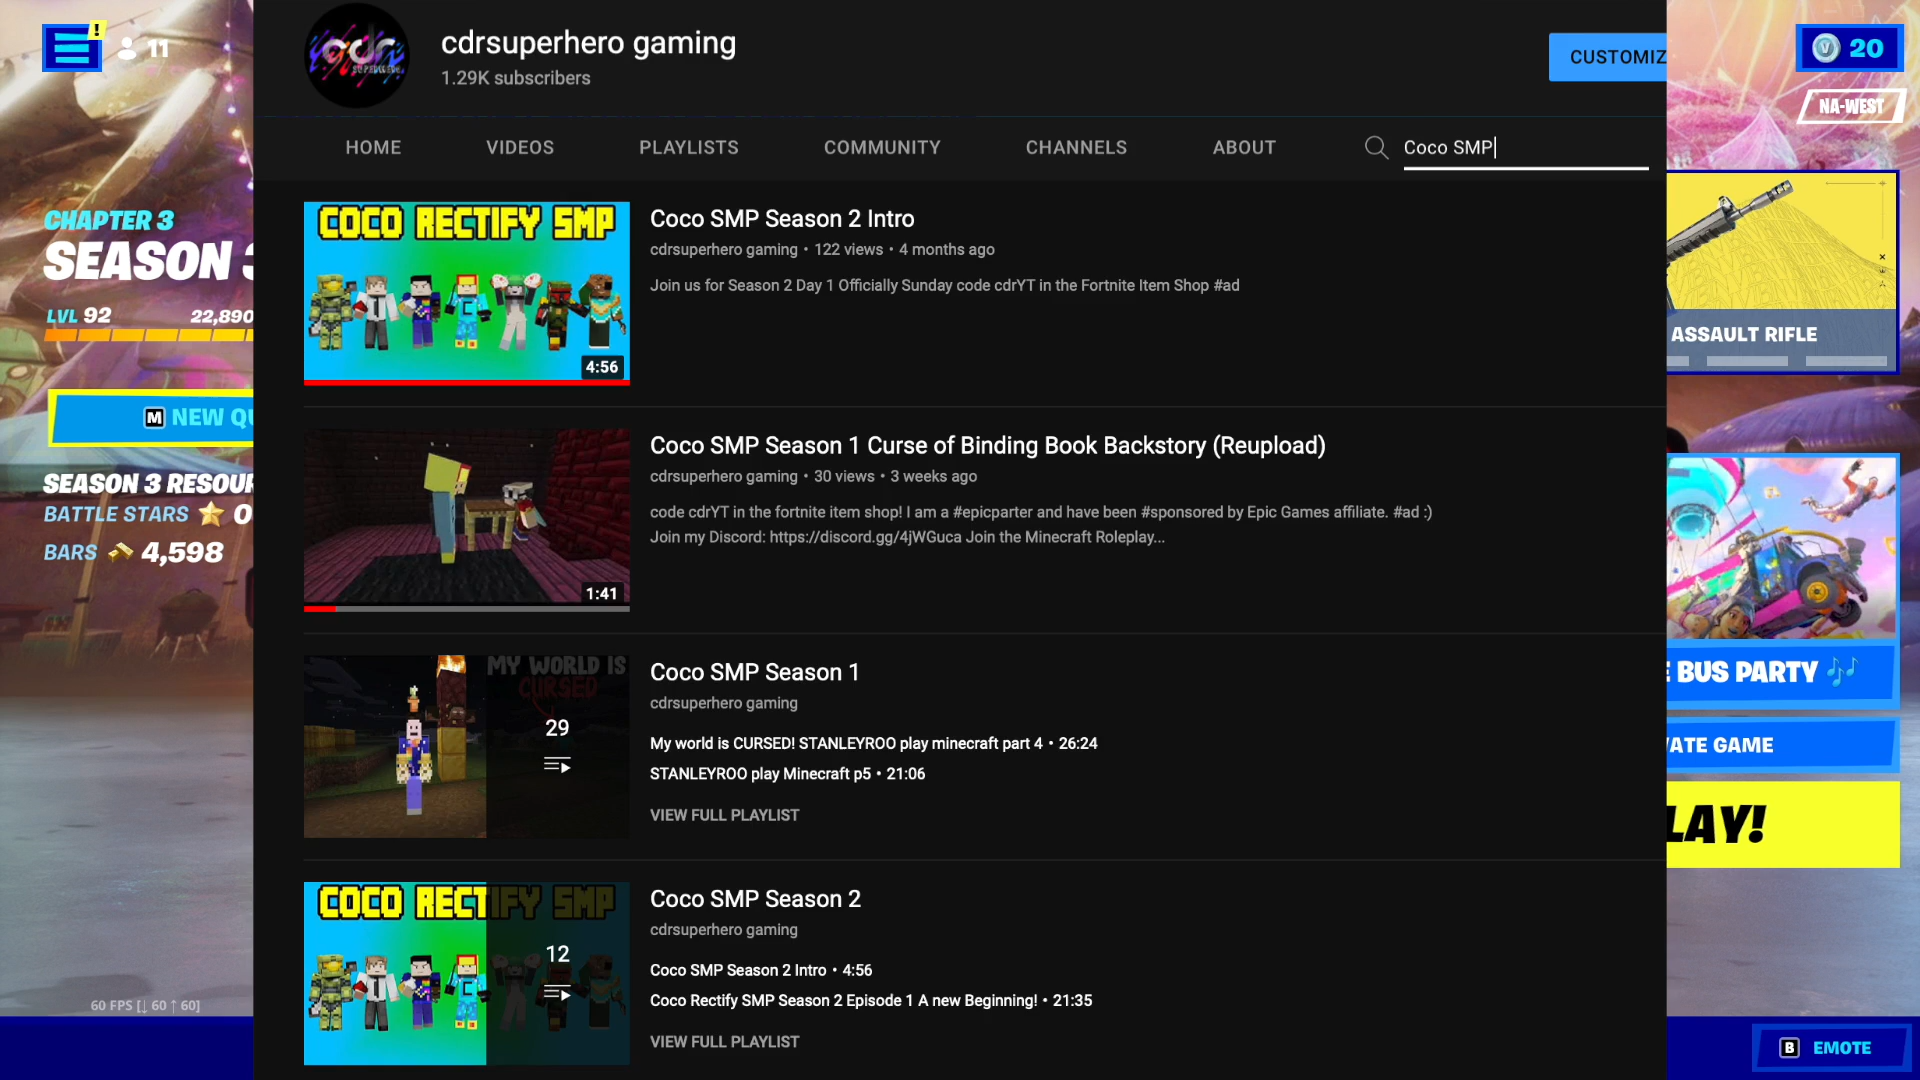 !
11
cdr
cdrsuperhero gaming
1.29K subscribers
CUSTOMIZ
20
NA-WEST
HOME
VIDEOS
PLAYLISTS
COMMUNITY
CHANNELS
ABOUT
Coco SMP
CHAPTER 3
SEASON 3
LVL 92
22,890
M NEW QU
SEASON 3 RESOUR
BATTLE STARS 0
BARS 4,598
60 FPS [↓ 60 ↑ 60]
COCO RECTIFY SMP
4:56
Coco SMP Season 2 Intro
cdrsuperhero gaming • 122 views • 4 months ago
Join us for Season 2 Day 1 Officially Sunday code cdrYT in the Fortnite Item Shop #ad
1:41
Coco SMP Season 1 Curse of Binding Book Backstory (Reupload)
cdrsuperhero gaming • 30 views • 3 weeks ago
code cdrYT in the fortnite item shop! I am a #epicparter and have been #sponsored by Epic Games affiliate. #ad :)
Join my Discord: https://discord.gg/4jWGuca Join the Minecraft Roleplay...
MY WORLD IS
CURSED
29
Coco SMP Season 1
cdrsuperhero gaming
My world is CURSED! STANLEYROO play minecraft part 4 • 26:24
STANLEYROO play Minecraft p5 • 21:06
VIEW FULL PLAYLIST
COCO RECTIFY SMP
12
Coco SMP Season 2
cdrsuperhero gaming
Coco SMP Season 2 Intro • 4:56
Coco Rectify SMP Season 2 Episode 1 A new Beginning! • 21:35
VIEW FULL PLAYLIST
ASSAULT RIFLE
E BUS PARTY
VATE GAME
LAY!
B EMOTE